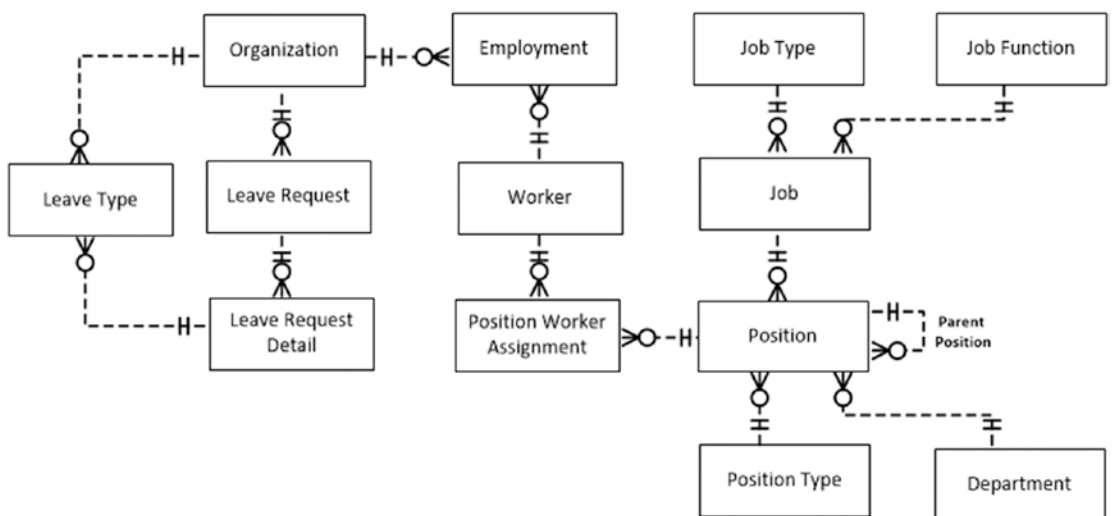 Organization
Employment
Job Type
Job Function
Leave Type
Leave Request
Worker
Job
Leave Request
Detail
Position Worker
Assignment
Position
Parent
Position
Position Type
Department